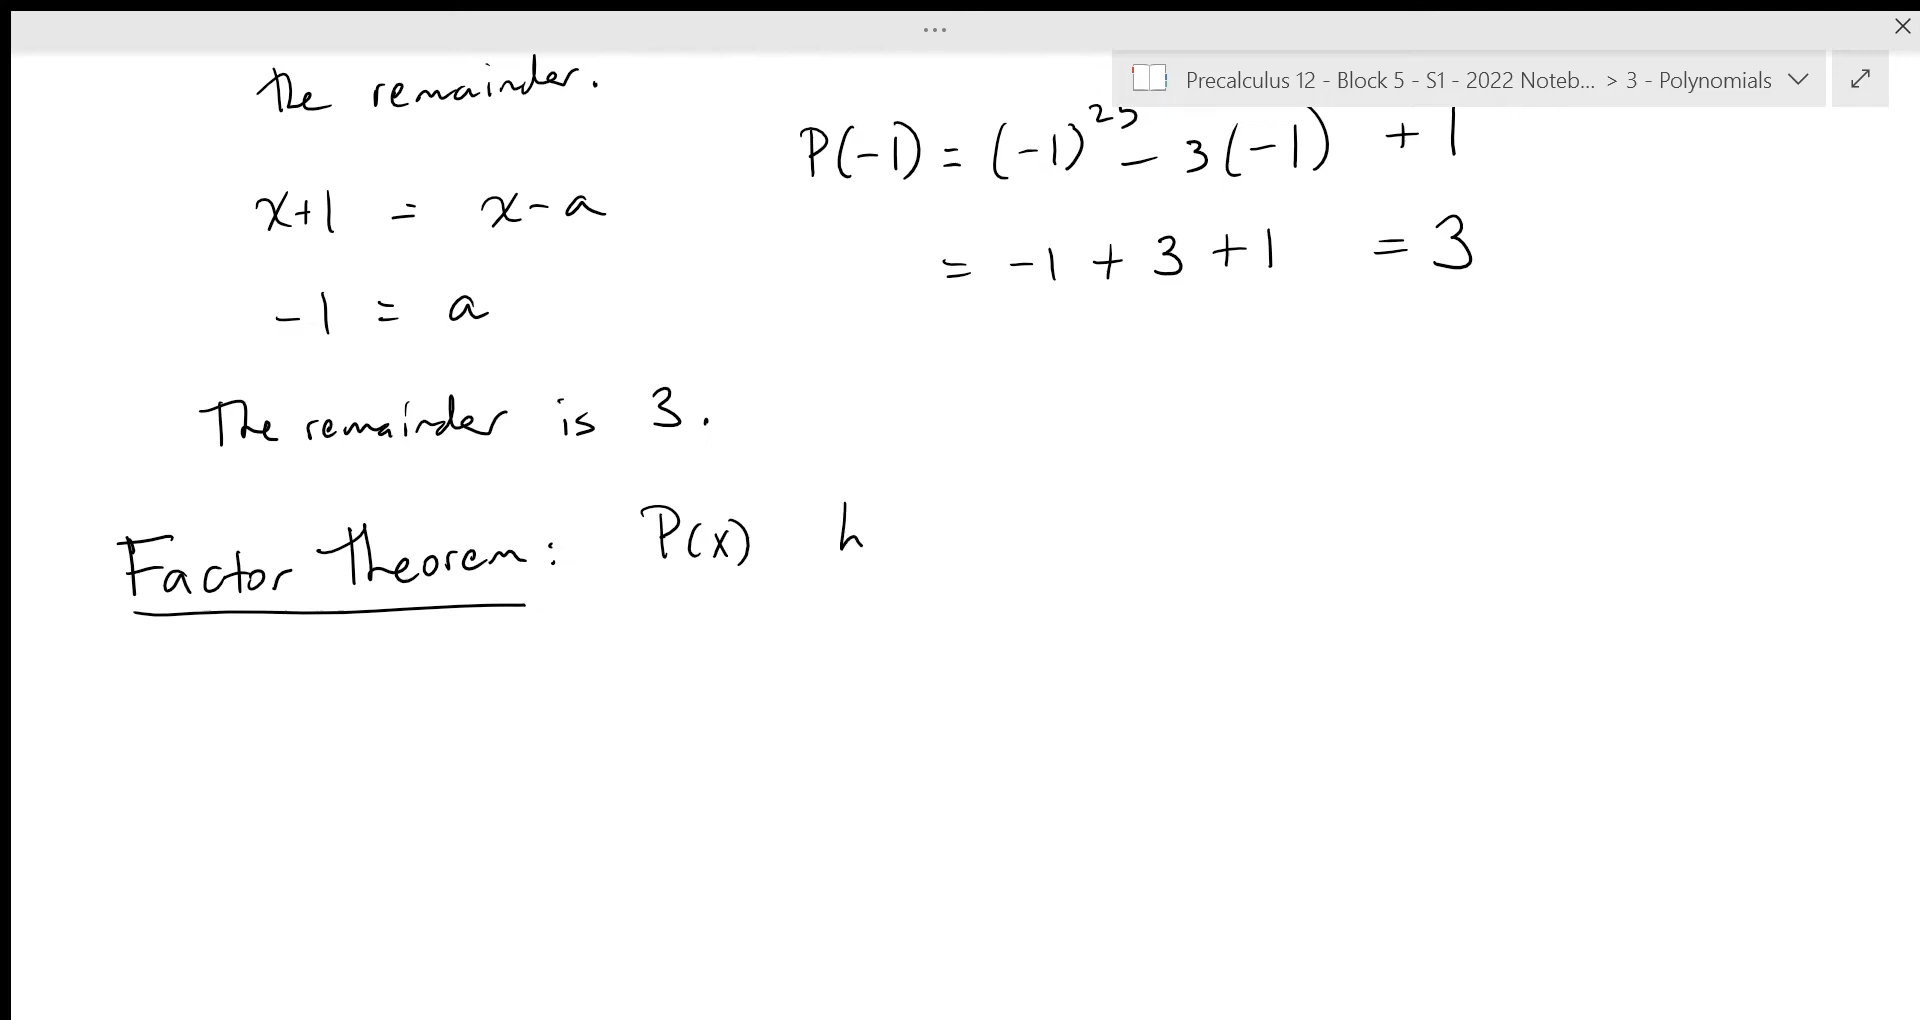 ...
Precalculus 12 - Block 5 - S1 - 2022 Noteb... > 3 - Polynomials
the remainder.
x+1 = x-a
-1 = a
P(-1) = (-1)²⁵ - 3(-1) + 1
= -1 + 3 + 1 = 3
The remainder is 3.
Factor Theorem: P(x) h